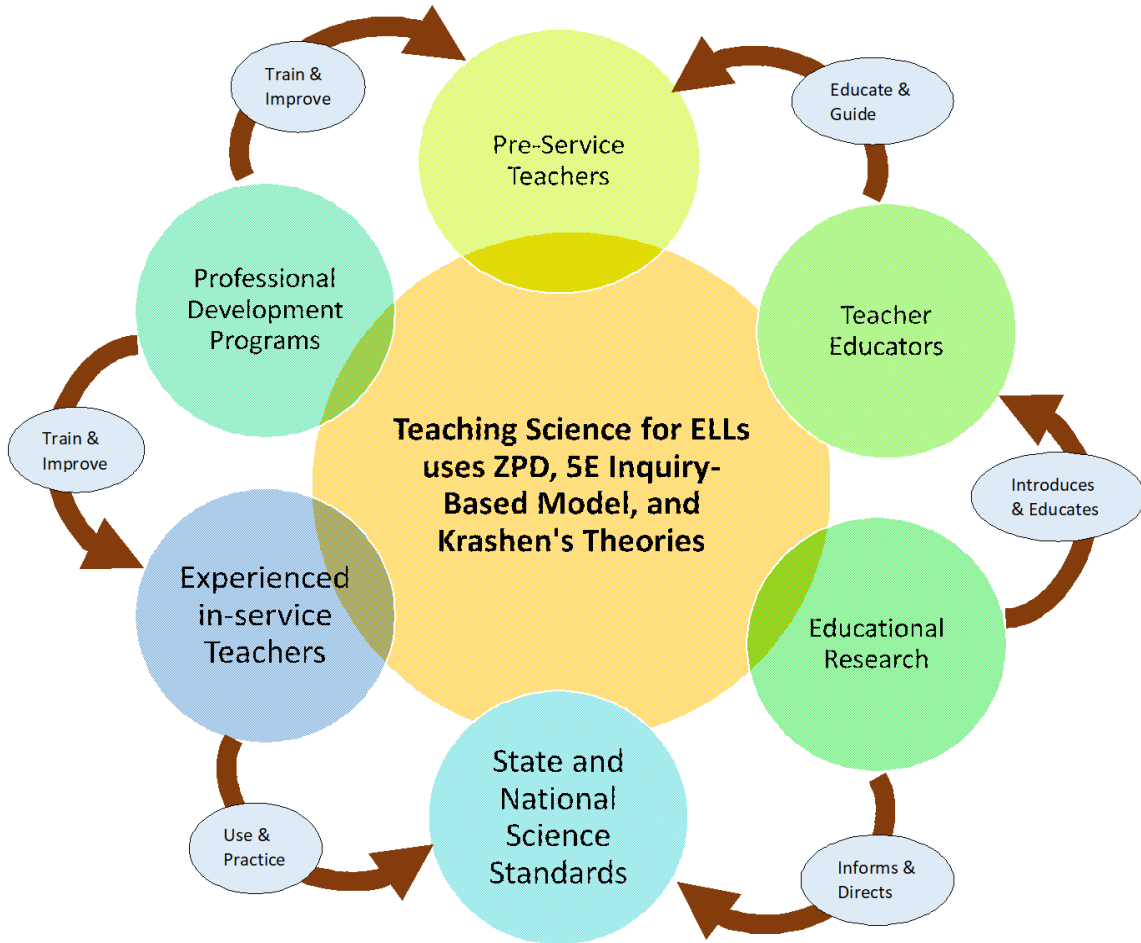 Train &
Improve
Educate &
Guide
Pre-Service
Teachers
Professional
Development
Programs
Teacher
Educators
Teaching Science for ELLs
uses ZPD, 5E Inquiry-
Based Model, and
Krashen's Theories
Train &
Improve
Introduces
& Educates
Experienced
in-service
Teachers
Educational
Research
State and
National
Science
Standards
Use &
Practice
Informs &
Directs